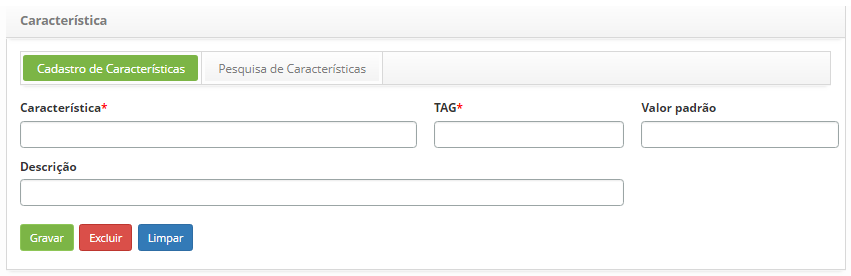 Característica
Cadastro de Características Pesquisa de Características
Característica* TAG* Valor padrão
Descrição
Gravar Excluir Limpar